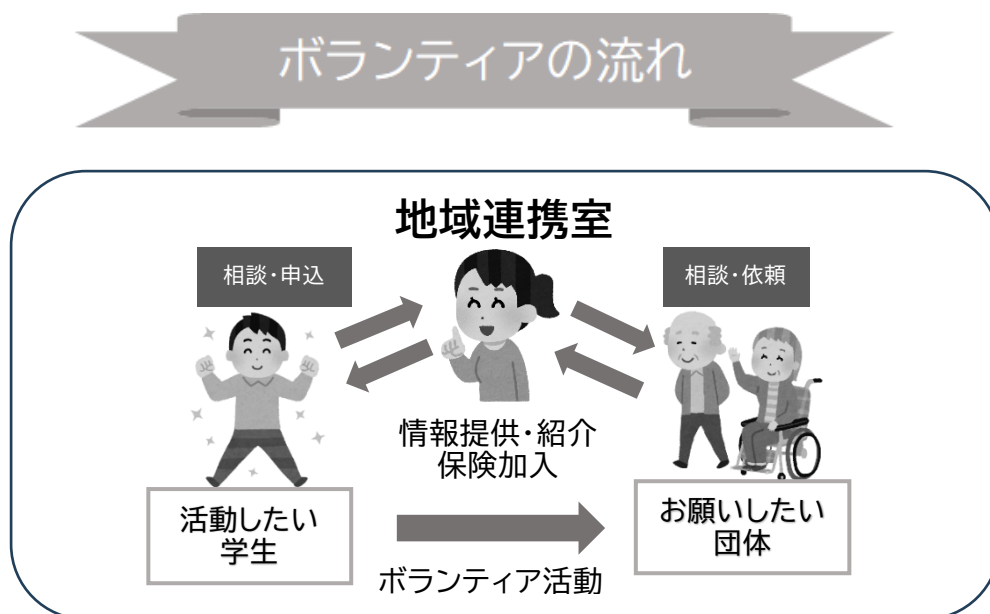 ボランティアの流れ
地域連携室
相談・申込
相談・依頼
情報提供・紹介
保険加入
活動したい
学生
お願いしたい
団体
ボランティア活動